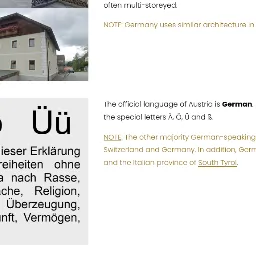 often multi-storeyed.
NOTE: Germany uses similar architecture in
The official language of Austria is German.
the special letters Ä, Ö, Ü and ß.
NOTE: The other majority German-speaking
Switzerland and Germany. In addition, Germ
and the Italian province of South Tyrol.
Üü
ieser Erklärung
reiheiten ohne
a nach Rasse,
che, Religion,
Überzeugung,
nft, Vermögen,